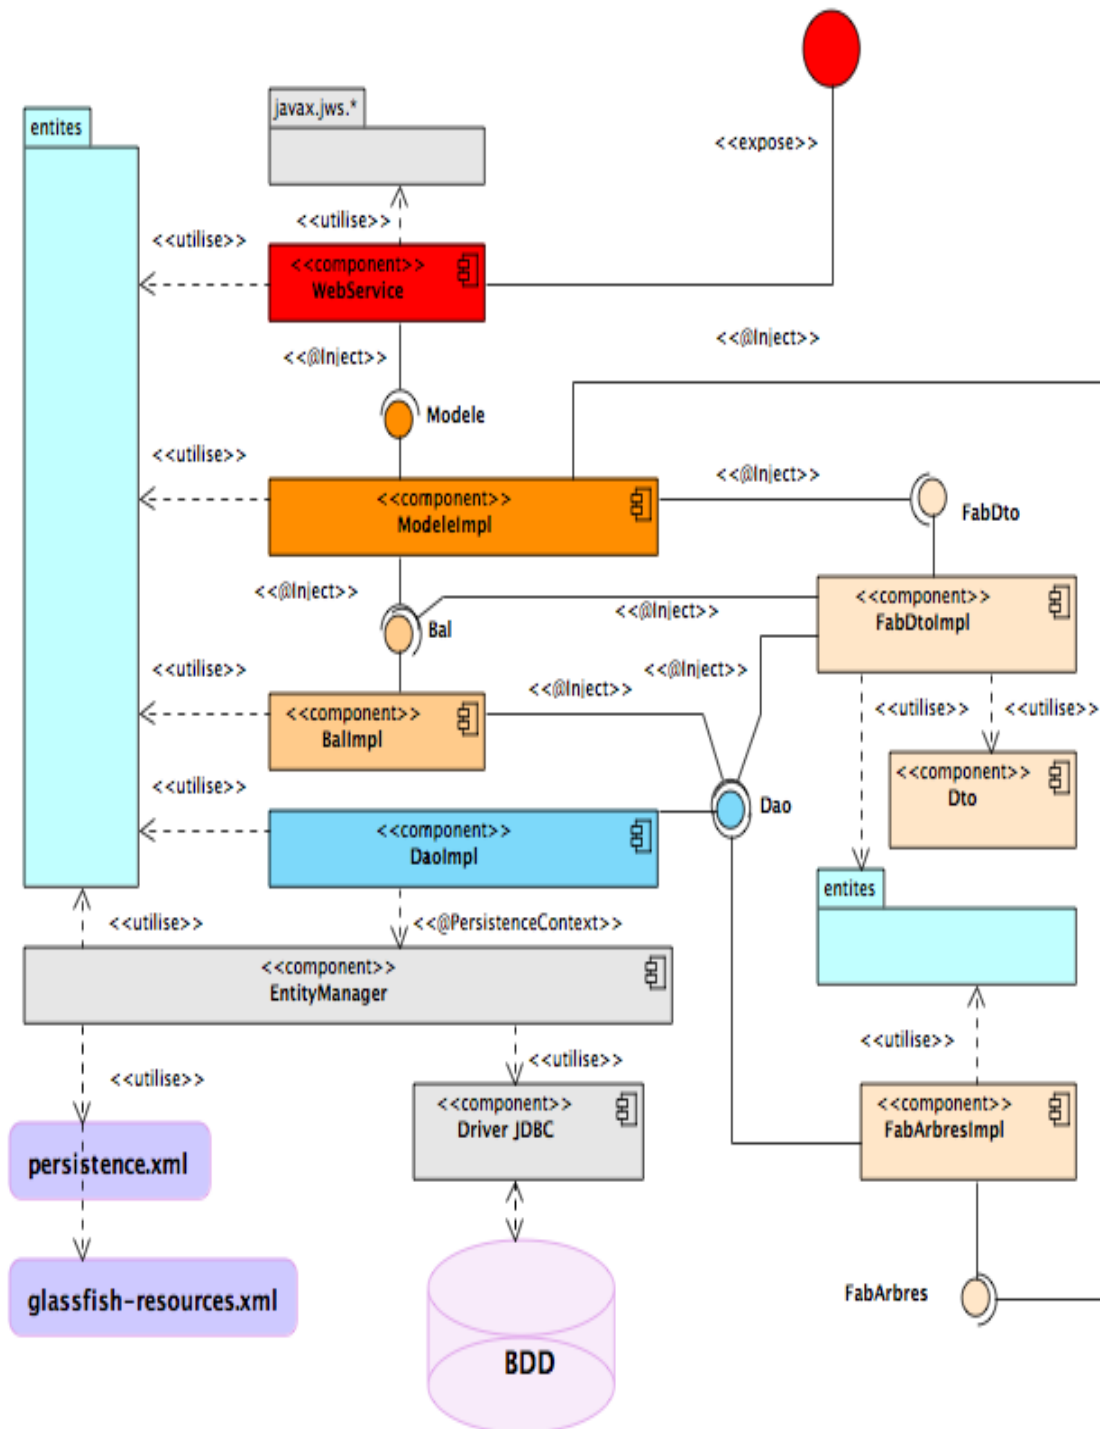 <<expose>>
javax.jws.*
entites
<<utilise>>
<<utilise>>
<<component>>
WebService
<<@Inject>>
<<@Inject>>
Modele
<<utilise>>
<<component>>
ModeleImpl
<<@Inject>>
FabDto
<<@Inject>>
<<component>>
FabDtoImpl
<<@Inject>>
Bal
<<utilise>>
<<@Inject>>
<<@Inject>>
<<component>>
BalImpl
<<utilise>>
<<utilise>>
<<component>>
Dto
<<utilise>>
Dao
<<component>>
DaoImpl
entites
<<utilise>>
<<@PersistenceContext>>
<<component>>
EntityManager
<<utilise>>
<<utilise>>
<<utilise>>
<<component>>
Driver JDBC
<<component>>
FabArbresImpl
persistence.xml
glassfish-resources.xml
FabArbres
BDD